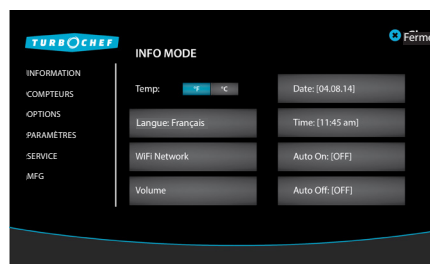 TURBOCHEF
Ferme
INFO MODE
INFORMATION
COMPTEURS
OPTIONS
PARAMÈTRES
SERVICE
MFG
Temp: °F °C
Langue: Français
WiFi Network
Volume
Date: [04.08.14]
Time: [11:45 am]
Auto On: [OFF]
Auto Off: [OFF]